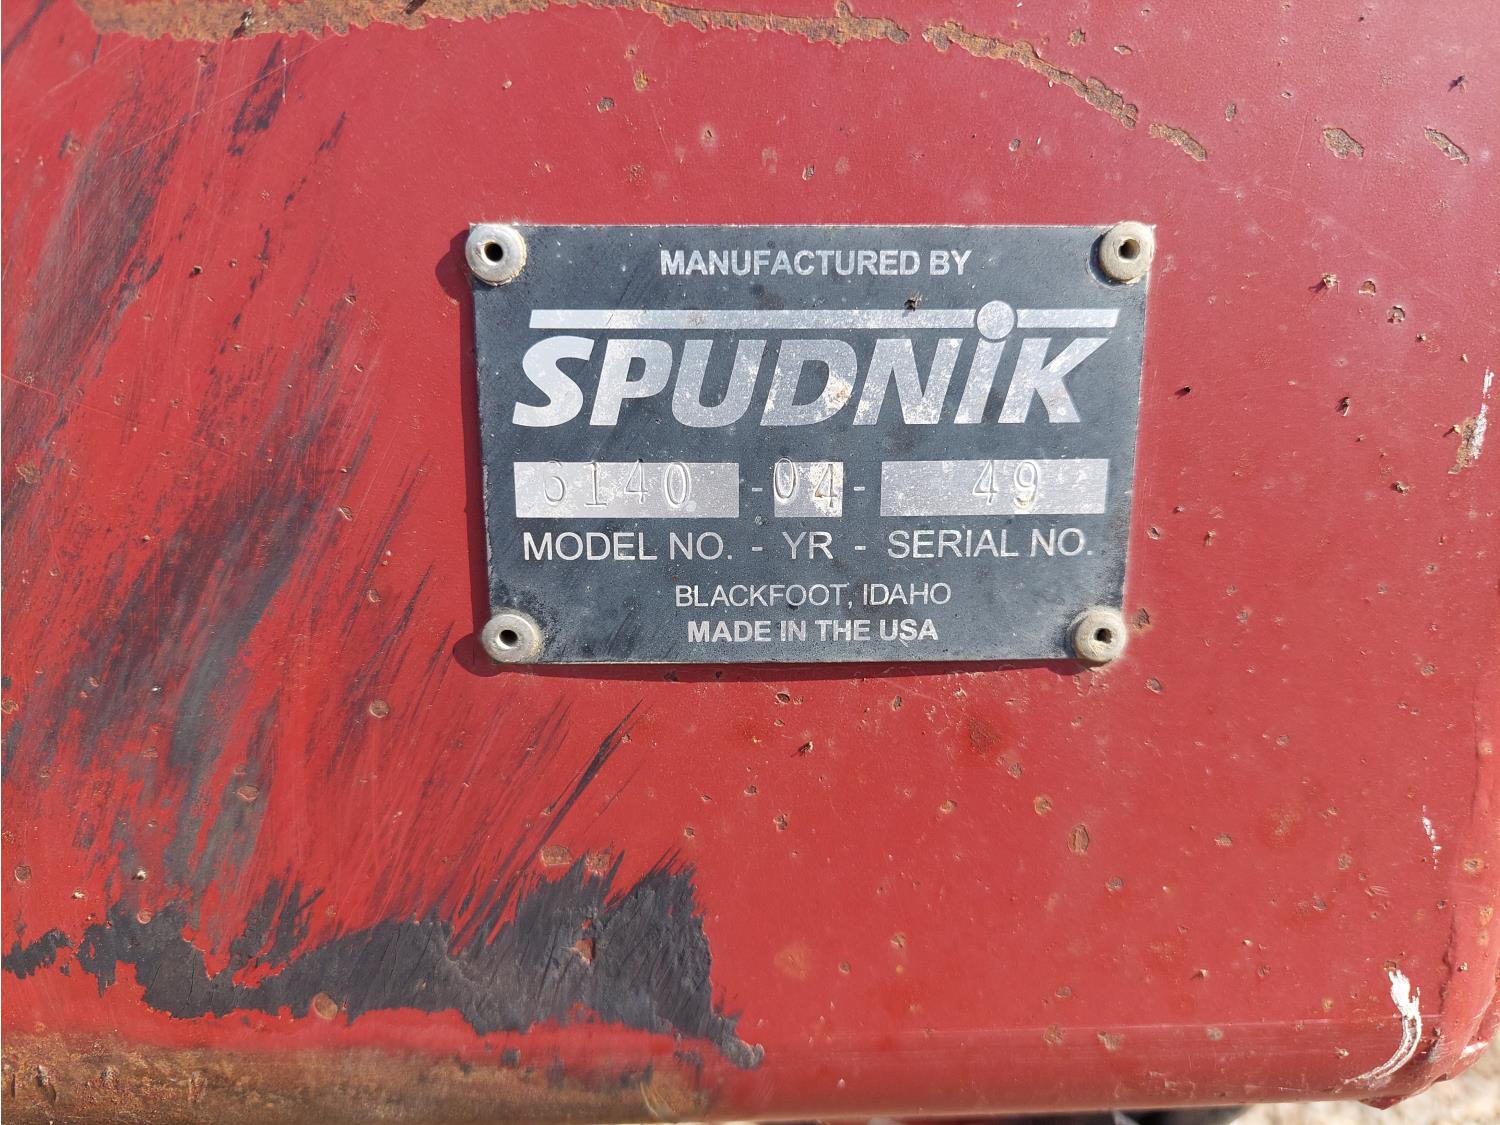 MANUFACTURED BY
SPUDNIK
6140 - 04 - 49
MODEL NO. - YR - SERIAL NO.
BLACKFOOT, IDAHO
MADE IN THE USA